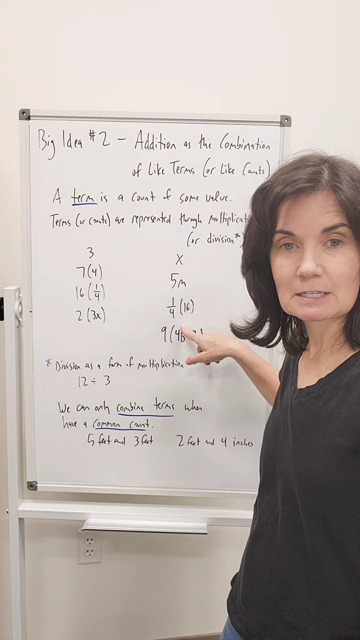 Big Idea #2 – Addition as the Combination
of Like Terms (or Like Counts)
A term is a count of some value.
Terms (or counts) are represented through multiplication
(or division*)
3
7(4)
16(1/4)
2(3x)
x
5m
1/4(16)
9(4
* Division as a form of multiplication
12 ÷ 3
We can only combine terms when
have a common count.
5 feet and 3 feet    2 feet and 4 inches